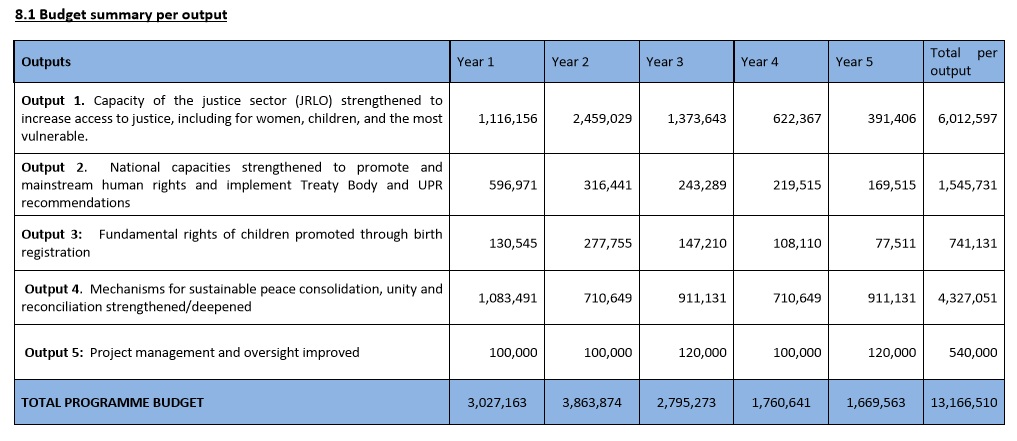 8.1 Budget summary per output
Outputs Year 1 Year 2 Year 3 Year 4 Year 5 Total per
output
Output 1. Capacity of the justice sector (JRLO) strengthened to
increase access to justice, including for women, children, and the most
vulnerable.
1,116,156 2,459,029 1,373,643 622,367 391,406 6,012,597
Output 2. National capacities strengthened to promote and
mainstream human rights and implement Treaty Body and UPR
recommendations
596,971 316,441 243,289 219,515 169,515 1,545,731
Output 3: Fundamental rights of children promoted through birth
registration
130,545 277,755 147,210 108,110 77,511 741,131
Output 4. Mechanisms for sustainable peace consolidation, unity and
reconciliation strengthened/deepened
1,083,491 710,649 911,131 710,649 911,131 4,327,051
Output 5: Project management and oversight improved 100,000 100,000 120,000 100,000 120,000 540,000
TOTAL PROGRAMME BUDGET 3,027,163 3,863,874 2,795,273 1,760,641 1,669,563 13,166,510